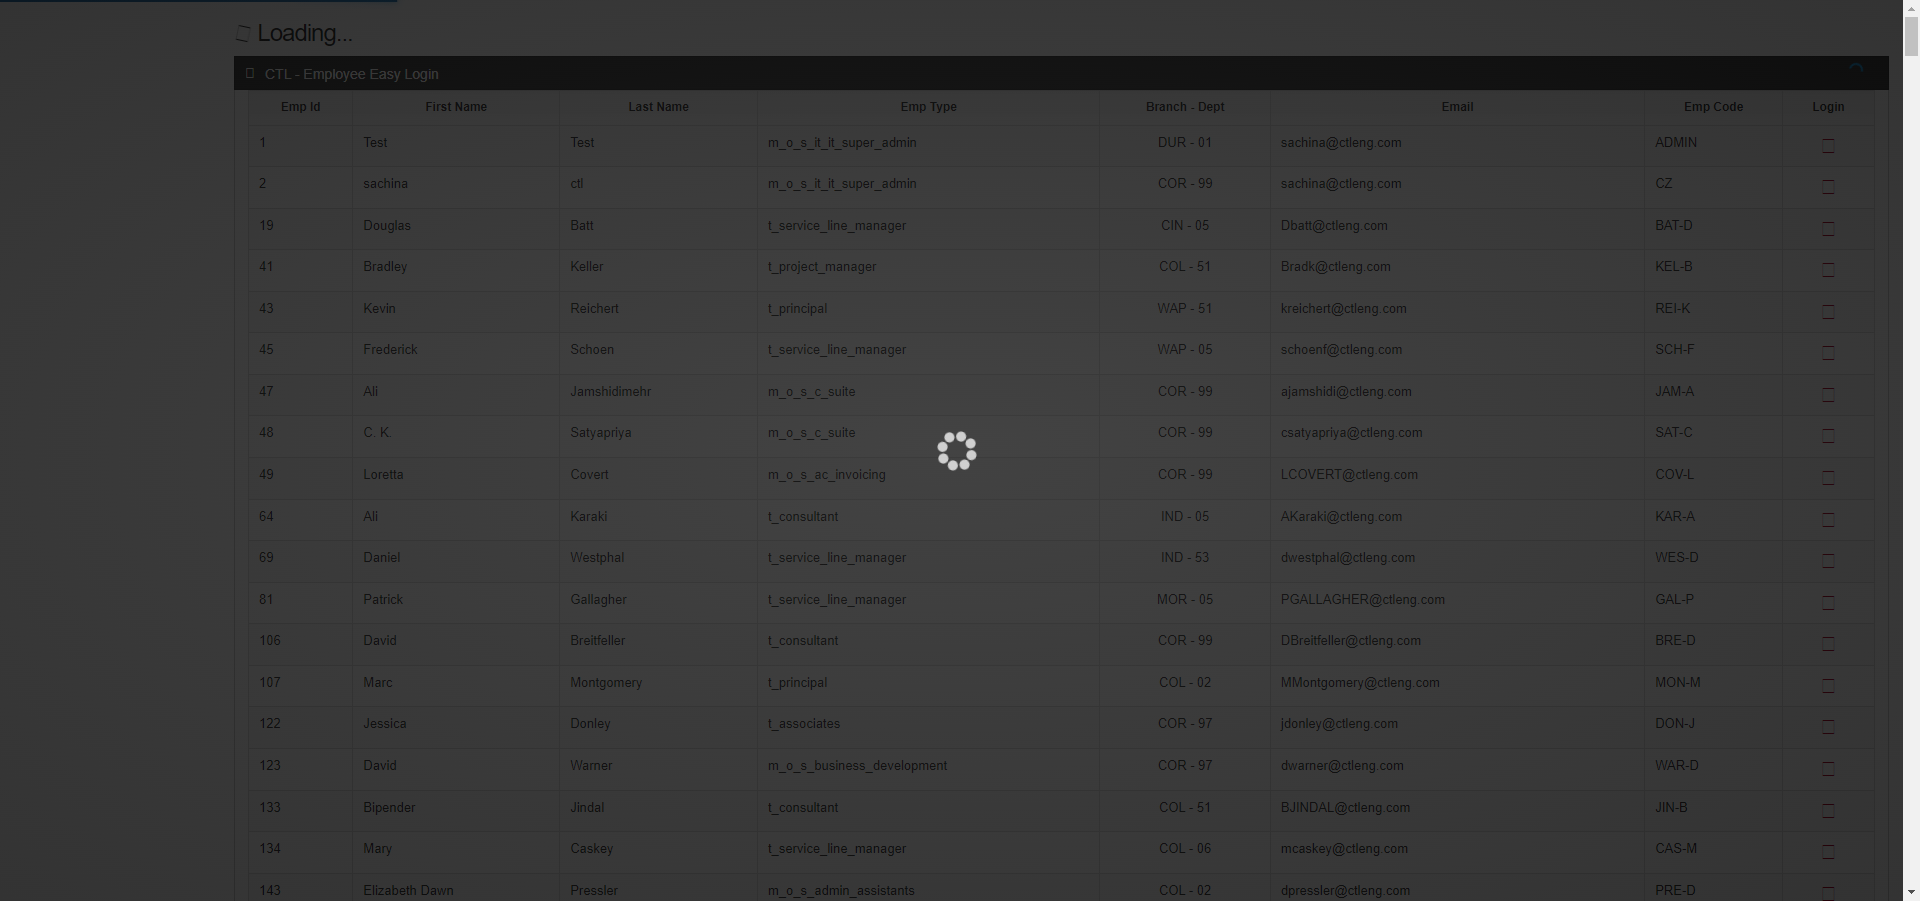 Loading...
CTL - Employee Easy Login
Emp Id First Name Last Name Emp Type Branch - Dept Email Emp Code Login
1 Test Test m_o_s_it_it_super_admin DUR - 01 sachina@ctleng.com ADMIN
2 sachina ctl m_o_s_it_it_super_admin COR - 99 sachina@ctleng.com CZ
19 Douglas Batt t_service_line_manager CIN - 05 Dbatt@ctleng.com BAT-D
41 Bradley Keller t_project_manager COL - 51 Bradk@ctleng.com KEL-B
43 Kevin Reichert t_principal WAP - 51 kreichert@ctleng.com REI-K
45 Frederick Schoen t_service_line_manager WAP - 05 schoenf@ctleng.com SCH-F
47 Ali Jamshidimehr m_o_s_c_suite COR - 99 ajamshidi@ctleng.com JAM-A
48 C. K. Satyapriya m_o_s_c_suite COR - 99 csatyapriya@ctleng.com SAT-C
49 Loretta Covert m_o_s_ac_invoicing COR - 99 LCOVERT@ctleng.com COV-L
64 Ali Karaki t_consultant IND - 05 AKaraki@ctleng.com KAR-A
69 Daniel Westphal t_service_line_manager IND - 53 dwestphal@ctleng.com WES-D
81 Patrick Gallagher t_service_line_manager MOR - 05 PGALLAGHER@ctleng.com GAL-P
106 David Breitfeller t_consultant COR - 99 DBreitfeller@ctleng.com BRE-D
107 Marc Montgomery t_principal COL - 02 MMontgomery@ctleng.com MON-M
122 Jessica Donley t_associates COR - 97 jdonley@ctleng.com DON-J
123 David Warner m_o_s_business_development COR - 97 dwarner@ctleng.com WAR-D
133 Bipender Jindal t_consultant COL - 51 BJINDAL@ctleng.com JIN-B
134 Mary Caskey t_service_line_manager COL - 06 mcaskey@ctleng.com CAS-M
143 Elizabeth Dawn Pressler m_o_s_admin_assistants COL - 02 dpressler@ctleng.com PRE-D